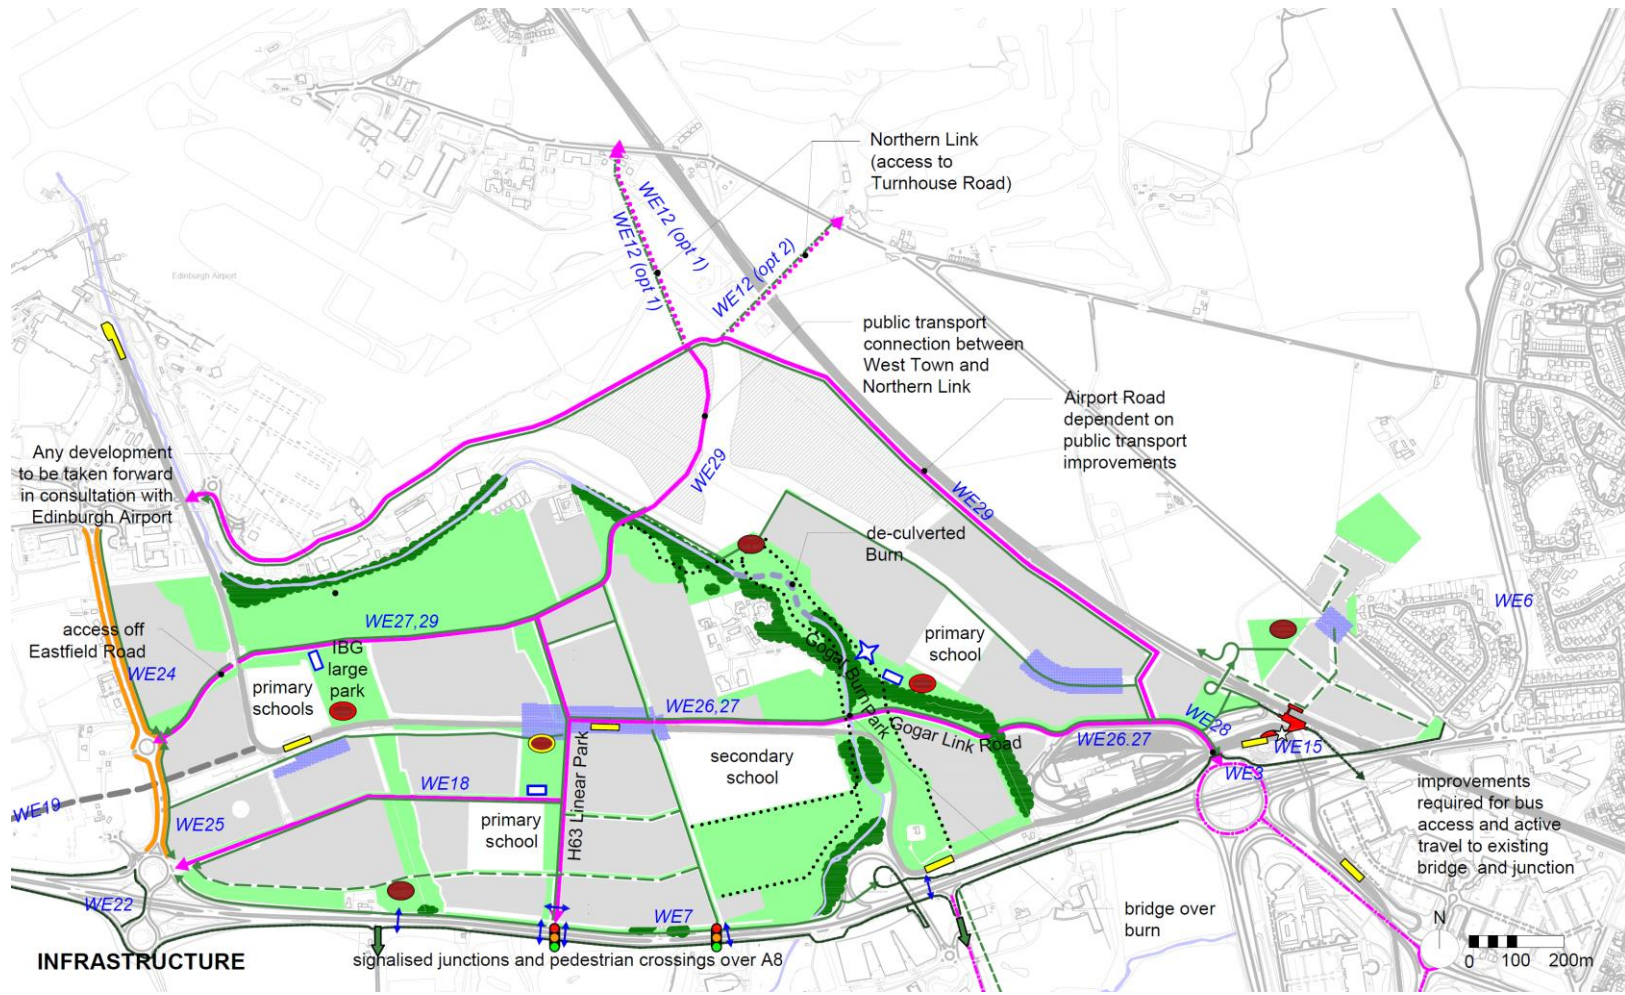 Northern Link
(access to
Turnhouse Road)
WE12 (opt 1)
WE12 (opt 1)
WE12 (opt 2)
Edinburgh Airport
public transport
connection between
West Town and
Northern Link
Airport Road
dependent on
public transport
improvements
Any development
to be taken forward
in consultation with
Edinburgh Airport
WE29
WE29
de-culverted
Burn
WE6
access off
Eastfield Road
WE27,29
IBG
large
park
primary
school
WE24
primary
schools
Gogar Burn Park
WE26,27
Gogar Link Road
WE26.27
WE28
WE15
WE3
secondary
school
H63 Linear Park
WE18
WE19
WE25
primary
school
improvements
required for bus
access and active
travel to existing
bridge and junction
WE22
WE7
bridge over
burn
N
0 100 200m
INFRASTRUCTURE
signalised junctions and pedestrian crossings over A8